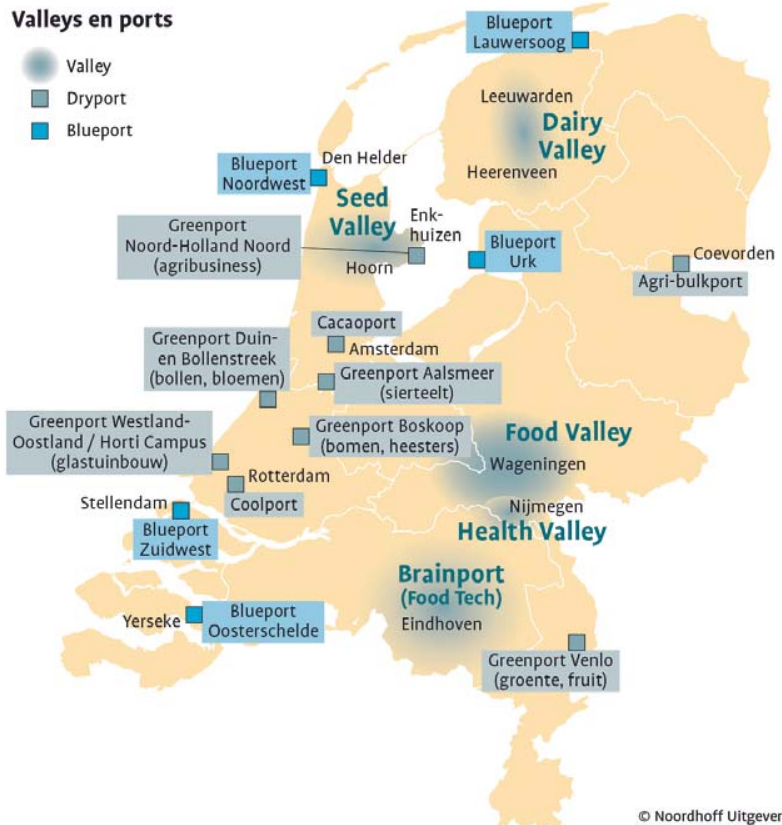 Valleys en ports
Valley
Dryport
Blueport
Blueport
Lauwersoog
Leeuwarden
Dairy
Valley
Heerenveen
Blueport
Noordwest
Den Helder
Seed
Valley
Greenport
Noord-Holland Noord
(agribusiness)
Enk-
huizen
Hoorn
Blueport
Urk
Coevorden
Agri-bulkport
Cacaoport
Amsterdam
Greenport Duin-
en Bollenstreek
(bollen, bloemen)
Greenport Aalsmeer
(sierteelt)
Greenport Westland-
Oostland / Horti Campus
(glastuinbouw)
Greenport Boskoop
(bomen, heesters)
Food Valley
Wageningen
Rotterdam
Coolport
Stellendam
Blueport
Zuidwest
Nijmegen
Health Valley
Brainport
(Food Tech)
Eindhoven
Yerseke
Blueport
Oosterschelde
Greenport Venlo
(groente, fruit)
© Noordhoff Uitgever